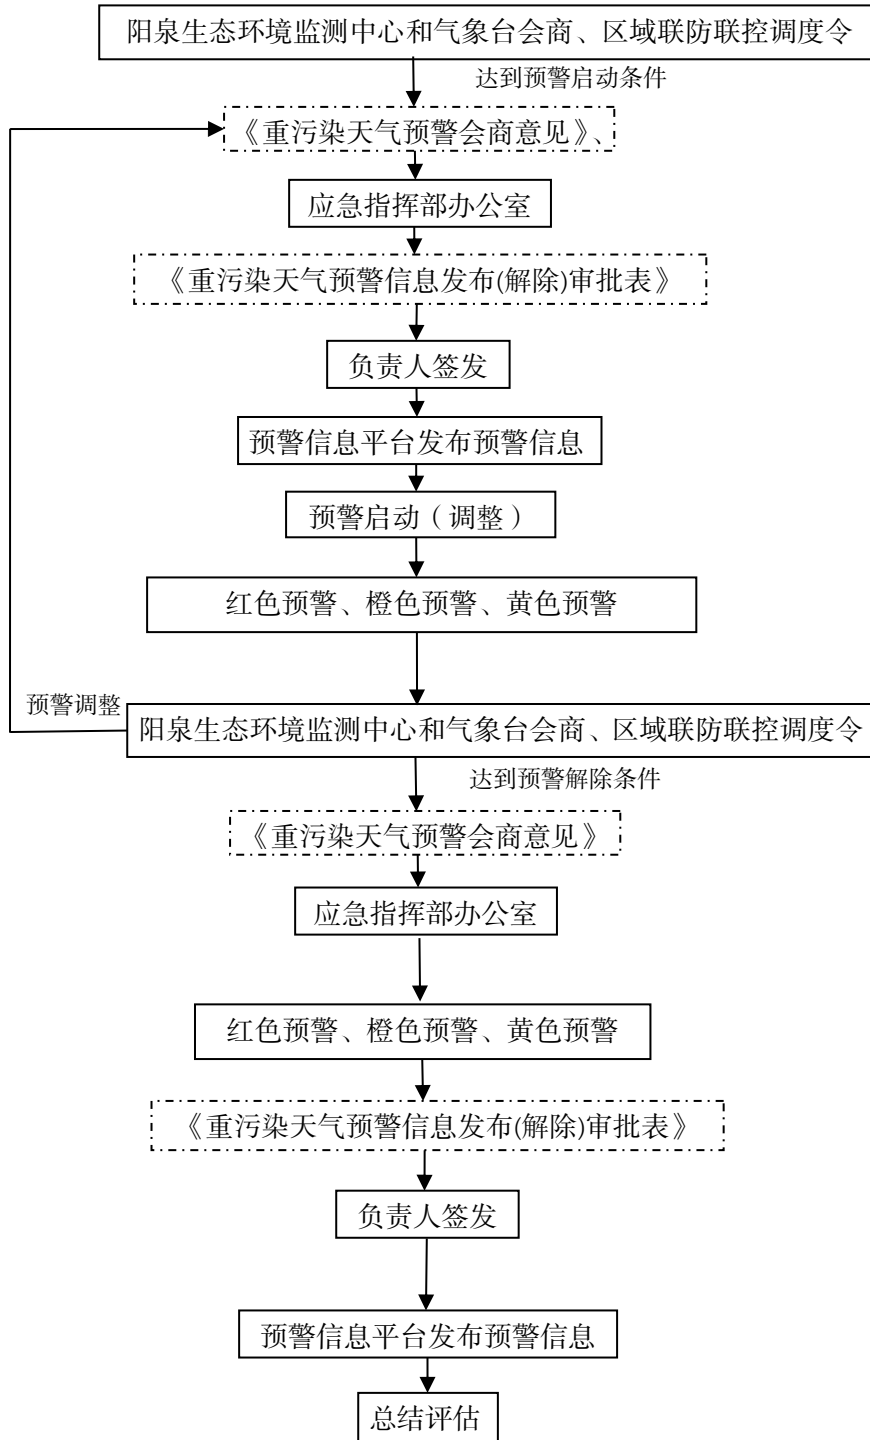 阳泉生态环境监测中心和气象台会商、区域联防联控调度令
达到预警启动条件
《重污染天气预警会商意见》、
应急指挥部办公室
《重污染天气预警信息发布(解除)审批表》
负责人签发
预警信息平台发布预警信息
预警启动（调整）
红色预警、橙色预警、黄色预警
预警调整
阳泉生态环境监测中心和气象台会商、区域联防联控调度令
达到预警解除条件
《重污染天气预警会商意见》
应急指挥部办公室
红色预警、橙色预警、黄色预警
《重污染天气预警信息发布(解除)审批表》
负责人签发
预警信息平台发布预警信息
总结评估